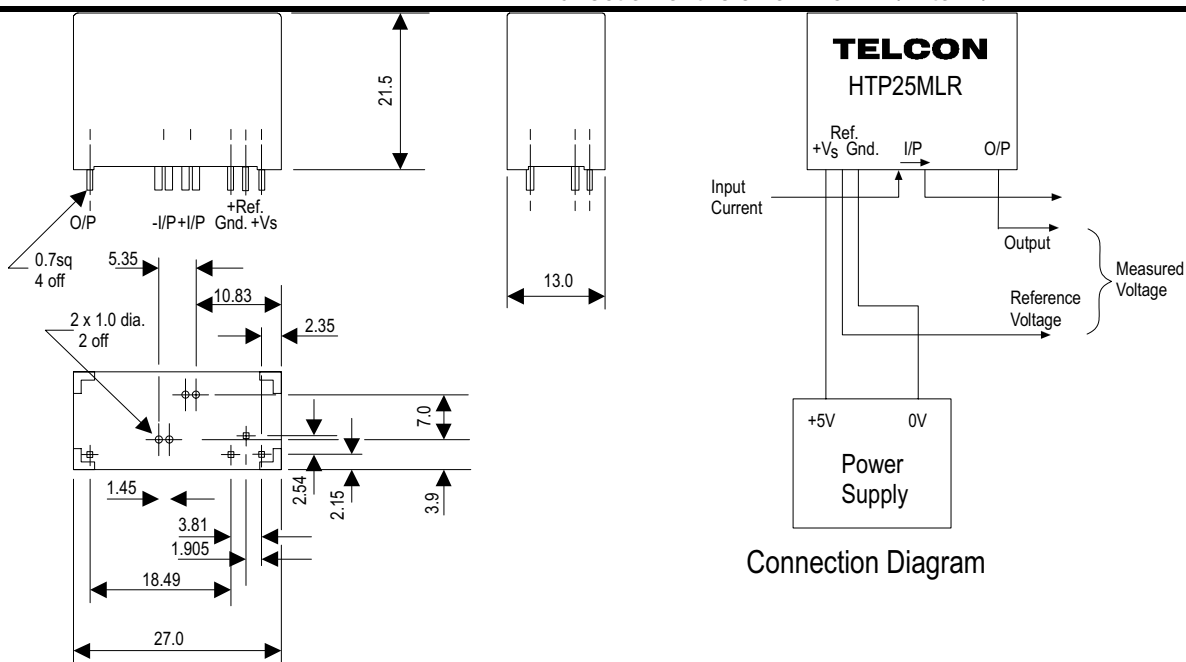 21.5
O/P
-I/P+I/P
+Ref.
Gnd. +Vs
0.7sq
4 off
5.35
10.83
2 x 1.0 dia.
2 off
2.35
7.0
1.45
2.54
2.15
3.9
3.81
1.905
18.49
27.0
13.0
TELCON
HTP25MLR
Ref.
+VS Gnd. I/P O/P
Input
Current
Output
Measured
Voltage
Reference
Voltage
+5V 0V
Power
Supply
Connection Diagram